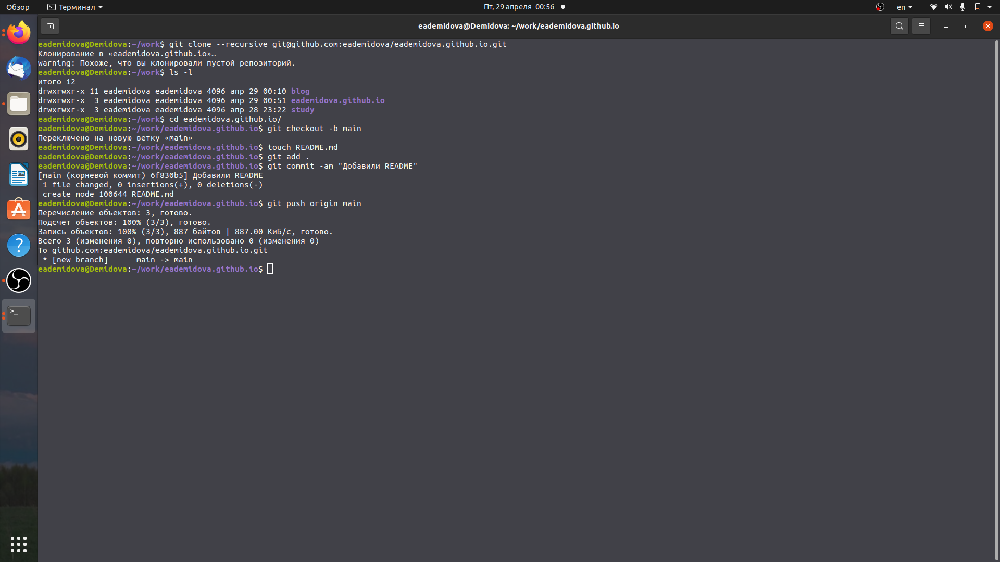 Обзор
Терминал
Пт, 29 апреля 00:56
en
eademidova@Demidova: ~/work/eademidova.github.io
eademidova@Demidova:~/work$ git clone --recursive git@github.com:eademidova/eademidova.github.io.git
Клонирование в «eademidova.github.io»…
warning: Похоже, что вы клонировали пустой репозиторий.
eademidova@Demidova:~/work$ ls -l
итого 12
drwxrwxr-x 11 eademidova eademidova 4096 апр 29 00:10 blog
drwxrwxr-x  3 eademidova eademidova 4096 апр 29 00:51 eademidova.github.io
drwxrwxr-x  3 eademidova eademidova 4096 апр 28 23:22 study
eademidova@Demidova:~/work$ cd eademidova.github.io/
eademidova@Demidova:~/work/eademidova.github.io$ git checkout -b main
Переключено на новую ветку «main»
eademidova@Demidova:~/work/eademidova.github.io$ touch README.md
eademidova@Demidova:~/work/eademidova.github.io$ git add .
eademidova@Demidova:~/work/eademidova.github.io$ git commit -am "Добавили README"
[main (корневой коммит) 6f830b5] Добавили README
 1 file changed, 0 insertions(+), 0 deletions(-)
 create mode 100644 README.md
eademidova@Demidova:~/work/eademidova.github.io$ git push origin main
Перечисление объектов: 3, готово.
Подсчет объектов: 100% (3/3), готово.
Запись объектов: 100% (3/3), 887 байтов | 887.00 КиБ/с, готово.
Всего 3 (изменения 0), повторно использовано 0 (изменения 0)
To github.com:eademidova/eademidova.github.io.git
 * [new branch]      main -> main
eademidova@Demidova:~/work/eademidova.github.io$